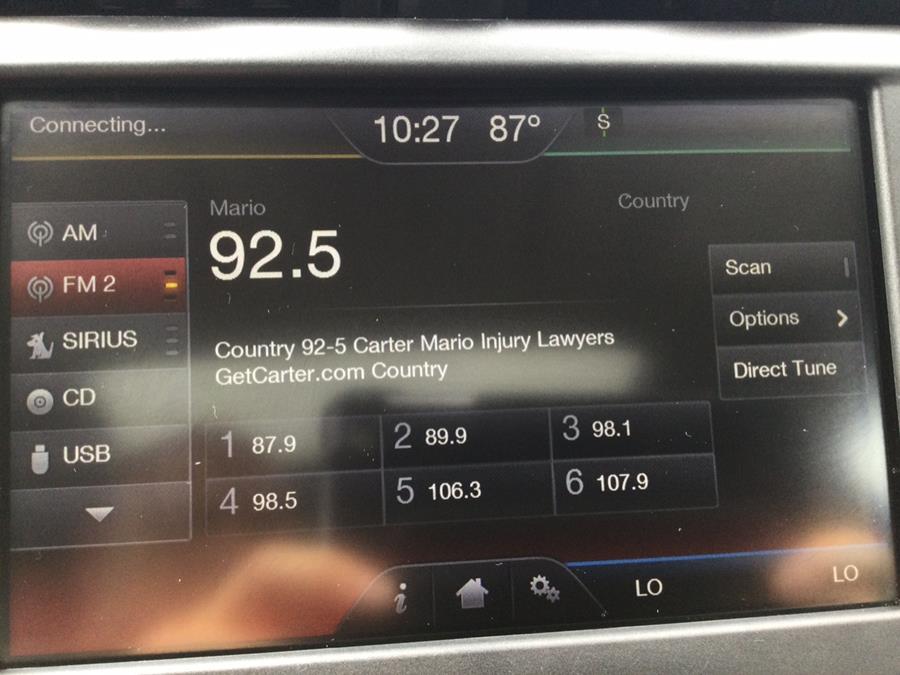 Connecting...
10:27 87°
S
AM
FM 2
SIRIUS
CD
USB
Mario
Country
92.5
Country 92-5 Carter Mario Injury Lawyers
GetCarter.com Country
Scan
Options >
Direct Tune
1 87.9
2 89.9
3 98.1
4 98.5
5 106.3
6 107.9
i
LO
LO